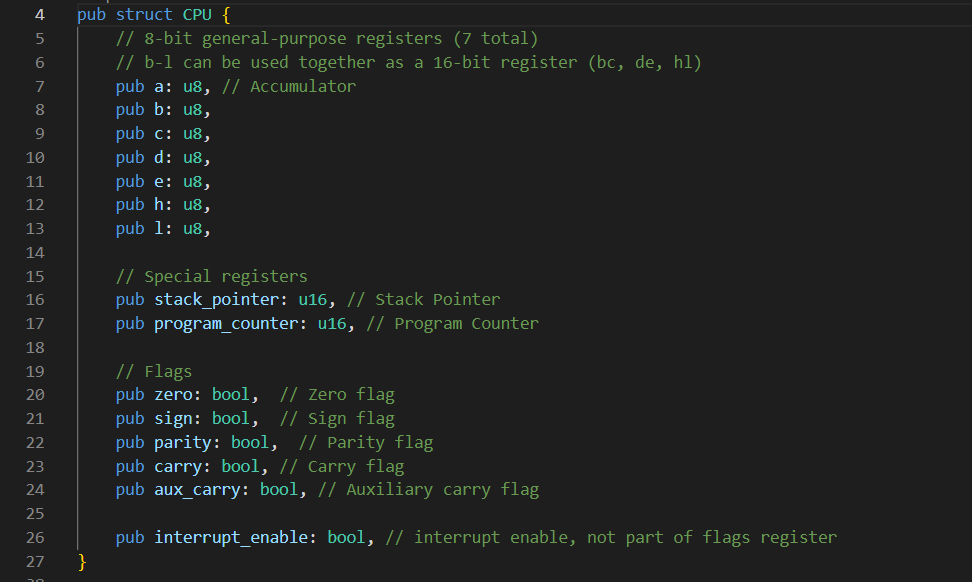 4 pub struct CPU {
5 // 8-bit general-purpose registers (7 total)
6 // b-l can be used together as a 16-bit register (bc, de, hl)
7 pub a: u8, // Accumulator
8 pub b: u8,
9 pub c: u8,
10 pub d: u8,
11 pub e: u8,
12 pub h: u8,
13 pub l: u8,
14
15 // Special registers
16 pub stack_pointer: u16, // Stack Pointer
17 pub program_counter: u16, // Program Counter
18
19 // Flags
20 pub zero: bool,  // Zero flag
21 pub sign: bool,  // Sign flag
22 pub parity: bool,  // Parity flag
23 pub carry: bool, // Carry flag
24 pub aux_carry: bool, // Auxiliary carry flag
25
26 pub interrupt_enable: bool, // interrupt enable, not part of flags register
27 }